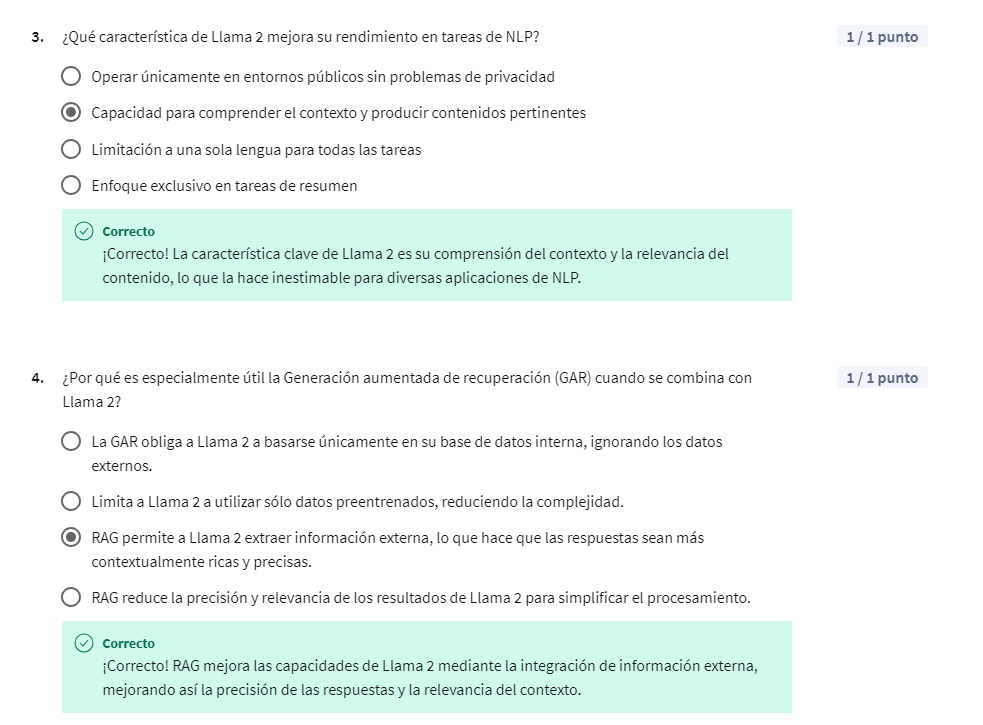 3. ¿Qué característica de Llama 2 mejora su rendimiento en tareas de NLP?
1 / 1 punto
Operar únicamente en entornos públicos sin problemas de privacidad
Capacidad para comprender el contexto y producir contenidos pertinentes
Limitación a una sola lengua para todas las tareas
Enfoque exclusivo en tareas de resumen
Correcto
¡Correcto! La característica clave de Llama 2 es su comprensión del contexto y la relevancia del
contenido, lo que la hace inestimable para diversas aplicaciones de NLP.
4. ¿Por qué es especialmente útil la Generación aumentada de recuperación (GAR) cuando se combina con
Llama 2?
1 / 1 punto
La GAR obliga a Llama 2 a basarse únicamente en su base de datos interna, ignorando los datos
externos.
Limita a Llama 2 a utilizar sólo datos preentrenados, reduciendo la complejidad.
RAG permite a Llama 2 extraer información externa, lo que hace que las respuestas sean más
contextualmente ricas y precisas.
RAG reduce la precisión y relevancia de los resultados de Llama 2 para simplificar el procesamiento.
Correcto
¡Correcto! RAG mejora las capacidades de Llama 2 mediante la integración de información externa,
mejorando así la precisión de las respuestas y la relevancia del contexto.